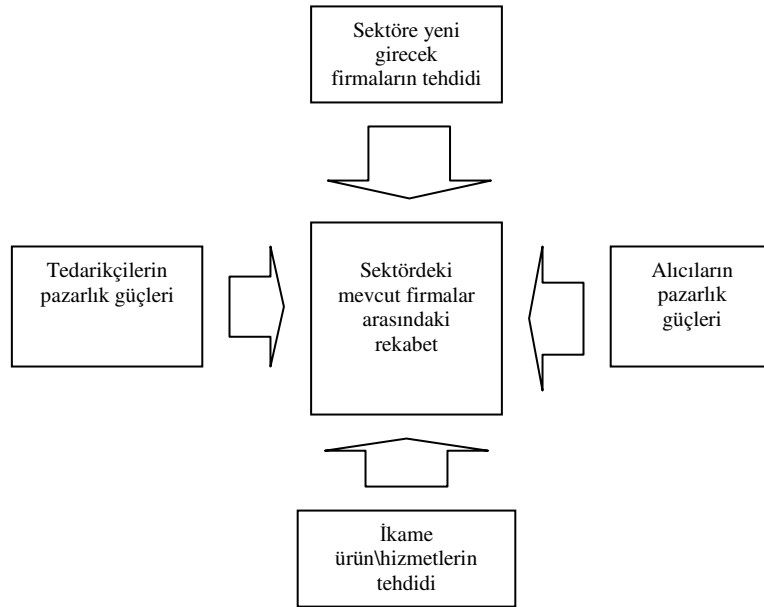 Sektöre yeni
girecek
firmaların tehdidi
Tedarikçilerin
pazarlık güçleri
Sektördeki
mevcut firmalar
arasındaki
rekabet
Alıcıların
pazarlık
güçleri
İkame
ürün\hizmetlerin
tehdidi